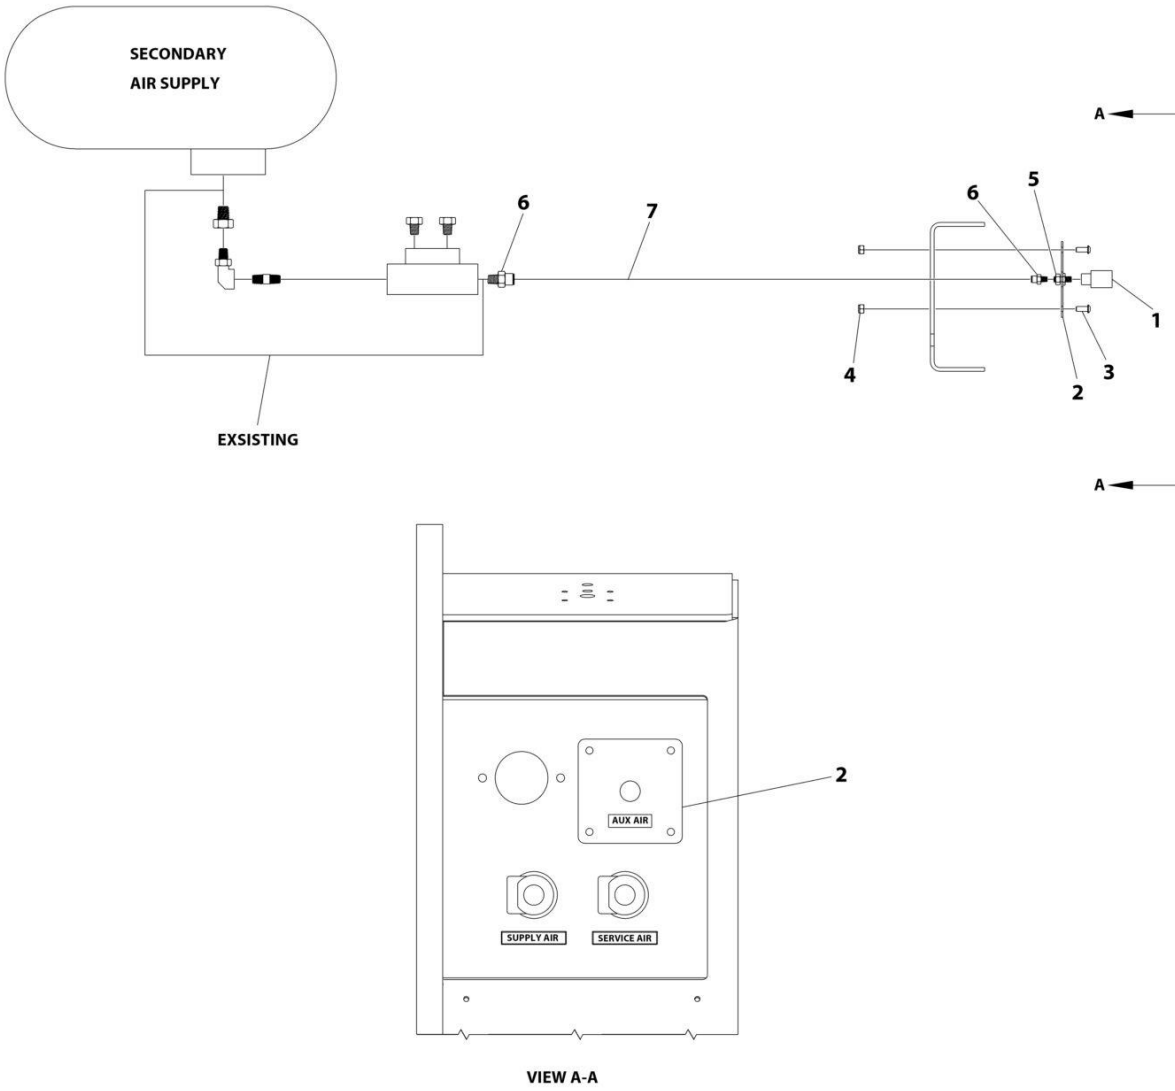 SECONDARY
AIR SUPPLY
A
5
6
6
7
1
4
3
2
EXSISTING
A
2
AUX AIR
SUPPLY AIR
SERVICE AIR
VIEW A-A